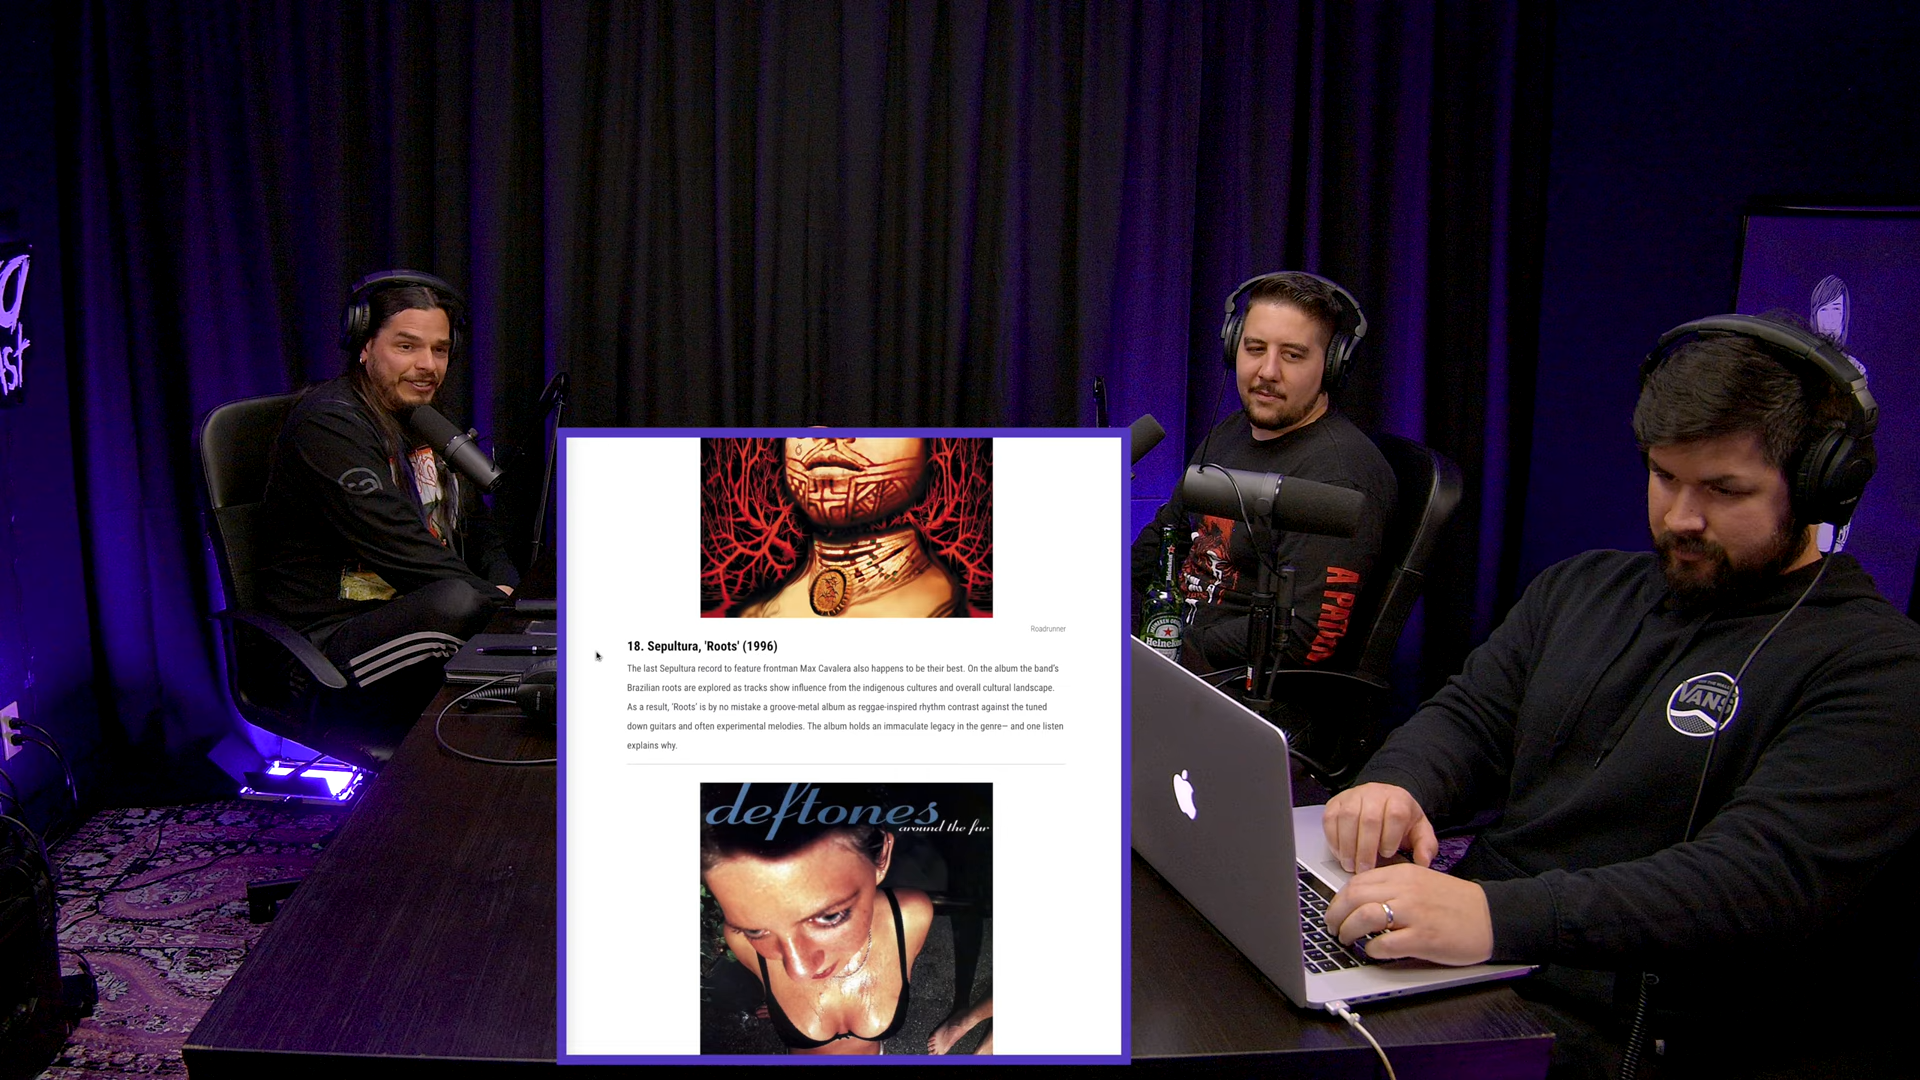 18. Sepultura, 'Roots' (1996)
Roadrunner
The last Sepultura record to feature frontman Max Cavalera also happens to be their best. On the album the band's
Brazilian roots are explored as tracks show influence from the indigenous cultures and overall cultural landscape.
As a result, 'Roots' is by no mistake a groove-metal album as reggae-inspired rhythm contrast against the tuned
down guitars and often experimental melodies. The album holds an immaculate legacy in the genre— and one listen
explains why.
deftones
around the fur
Heineken
VANS